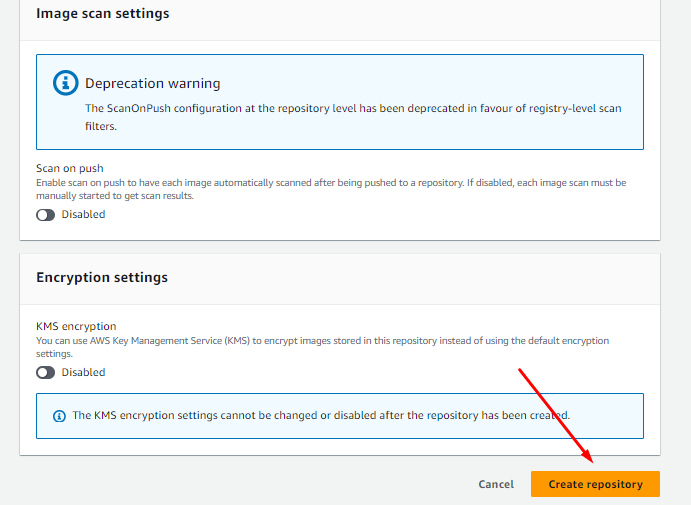 Image scan settings
Deprecation warning
The ScanOnPush configuration at the repository level has been deprecated in favour of registry-level scan
filters.
Scan on push
Enable scan on push to have each image automatically scanned after being pushed to a repository. If disabled, each image scan must be
manually started to get scan results.
Disabled
Encryption settings
KMS encryption
You can use AWS Key Management Service (KMS) to encrypt images stored in this repository instead of using the default encryption
settings.
Disabled
The KMS encryption settings cannot be changed or disabled after the repository has been created.
Cancel
Create repository